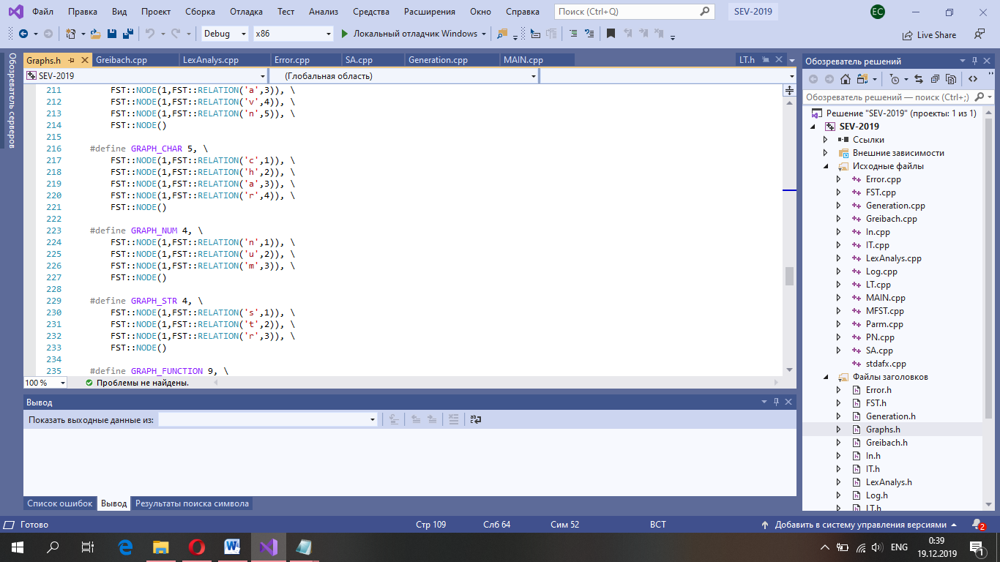 Файл Правка Вид Проект Сборка Отладка Тест Анализ Средства Расширения Окно Справка Поиск (Ctrl+Q) SEV-2019 EC
Debug x86 Локальный отладчик Windows Live Share
Обозреватель серверов
Graphs.h Greibach.cpp LexAnalys.cpp Error.cpp SA.cpp Generation.cpp MAIN.cpp LT.h
SEV-2019 (Глобальная область)
211 FST::NODE(1,FST::RELATION('a',3)), \
212 FST::NODE(1,FST::RELATION('v',4)), \
213 FST::NODE(1,FST::RELATION('n',5)), \
214 FST::NODE()
215
216 #define GRAPH_CHAR 5, \
217 FST::NODE(1,FST::RELATION('c',1)), \
218 FST::NODE(1,FST::RELATION('h',2)), \
219 FST::NODE(1,FST::RELATION('a',3)), \
220 FST::NODE(1,FST::RELATION('r',4)), \
221 FST::NODE()
222
223 #define GRAPH_NUM 4, \
224 FST::NODE(1,FST::RELATION('n',1)), \
225 FST::NODE(1,FST::RELATION('u',2)), \
226 FST::NODE(1,FST::RELATION('m',3)), \
227 FST::NODE()
228
229 #define GRAPH_STR 4, \
230 FST::NODE(1,FST::RELATION('s',1)), \
231 FST::NODE(1,FST::RELATION('t',2)), \
232 FST::NODE(1,FST::RELATION('r',3)), \
233 FST::NODE()
234
235 #define GRAPH_FUNCTION 9, \
100 % Проблемы не найдены.
Вывод
Показать выходные данные из:
Список ошибок Вывод Результаты поиска символа
Обозреватель решений
Обозреватель решений — поиск (Ctrl+;)
Решение "SEV-2019" (проекты: 1 из 1)
SEV-2019
Ссылки
Внешние зависимости
Исходные файлы
Error.cpp
FST.cpp
Generation.cpp
Greibach.cpp
In.cpp
IT.cpp
LexAnalys.cpp
Log.cpp
LT.cpp
MAIN.cpp
MFST.cpp
Parm.cpp
PN.cpp
SA.cpp
stdafx.cpp
Файлы заголовков
Error.h
FST.h
Generation.h
Graphs.h
Greibach.h
In.h
IT.h
LexAnalys.h
Log.h
LT.h
Готово Стр 109 Слб 64 Сим 52 ВСТ Добавить в систему управления версиями 2
ENG 0:39
19.12.2019 1